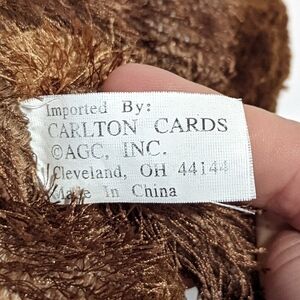 Imported By:
CARLTON CARDS
©AGC, INC.
Cleveland, OH 44144
Made In China